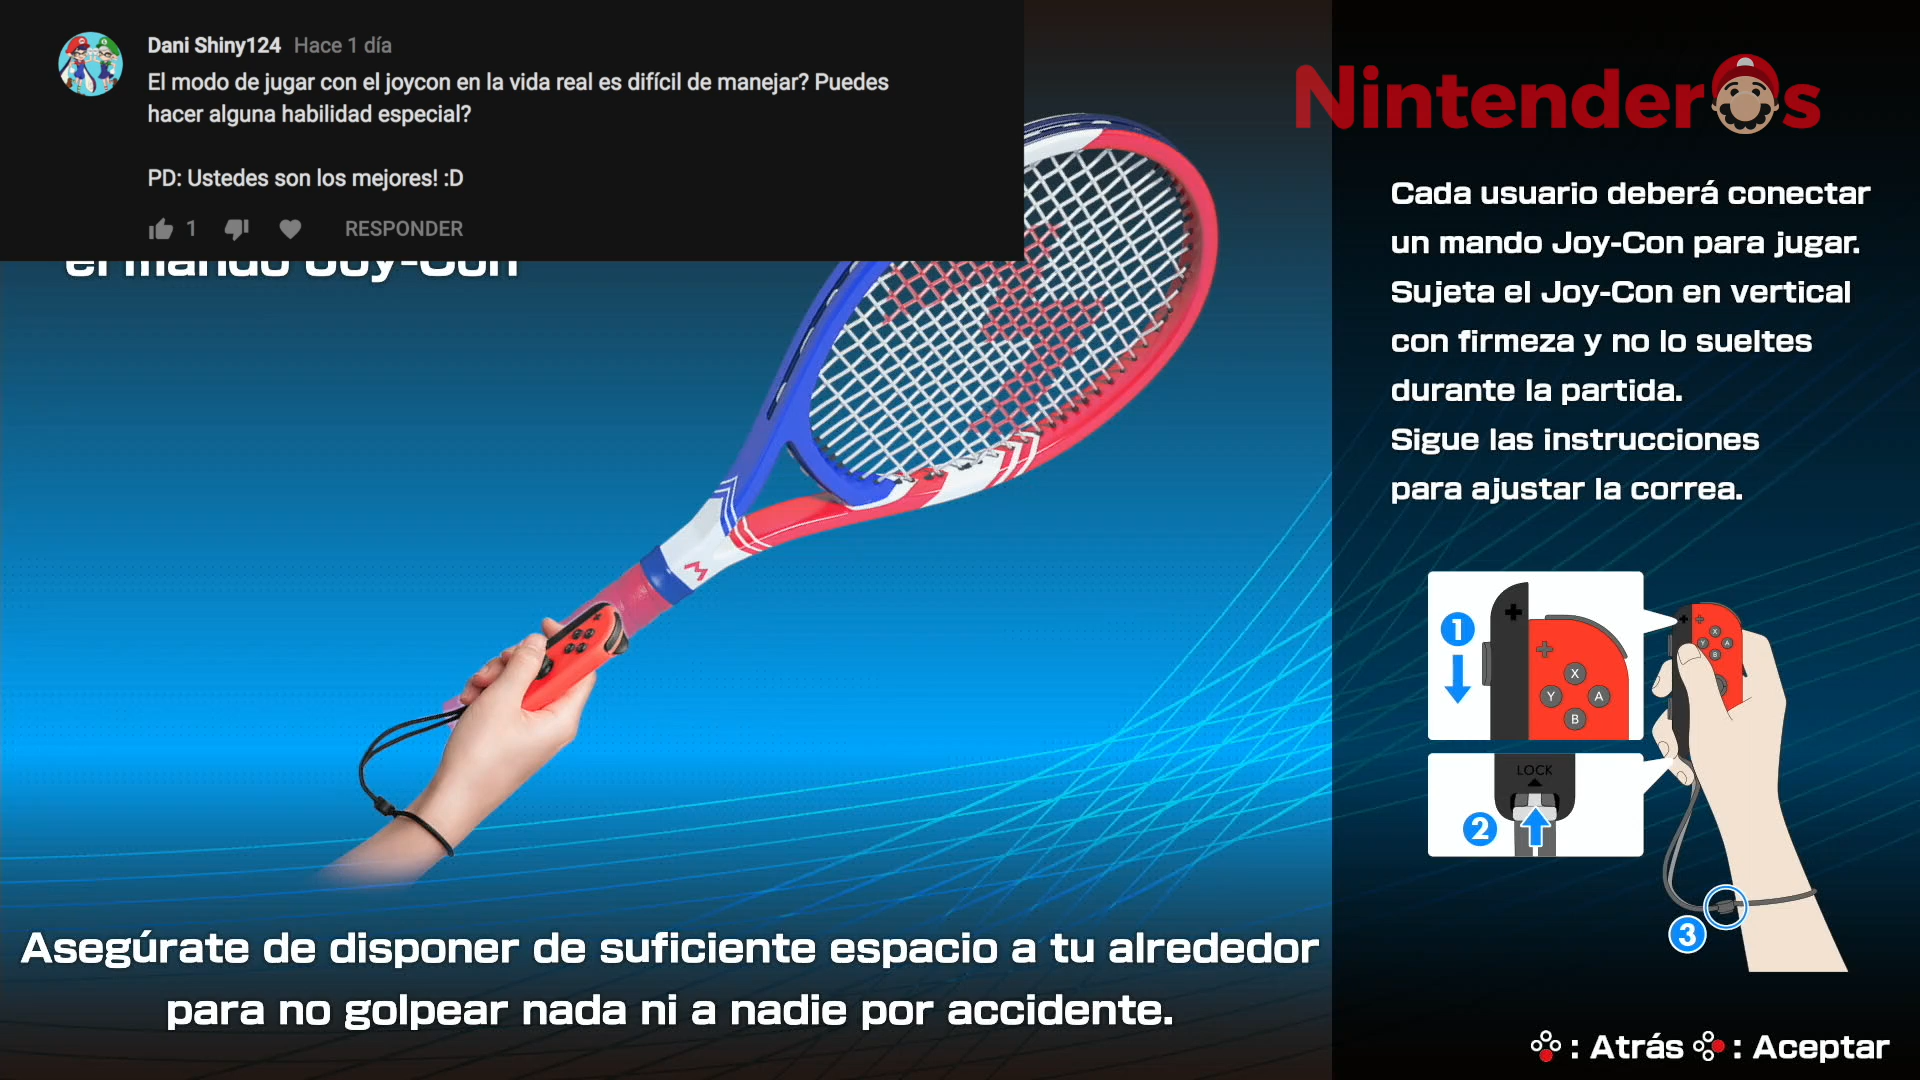 Dani Shiny124 Hace 1 día
El modo de jugar con el joycon en la vida real es difícil de manejar? Puedes
hacer alguna habilidad especial?
PD: Ustedes son los mejores! :D
1 RESPONDER
el mando Joy-Con
Nintenderos
Cada usuario deberá conectar
un mando Joy-Con para jugar.
Sujeta el Joy-Con en vertical
con firmeza y no lo sueltes
durante la partida.
Sigue las instrucciones
para ajustar la correa.
M
1
X
Y A
B
X
Y A
B
LOCK
2
3
Asegúrate de disponer de suficiente espacio a tu alrededor
para no golpear nada ni a nadie por accidente.
: Atrás : Aceptar